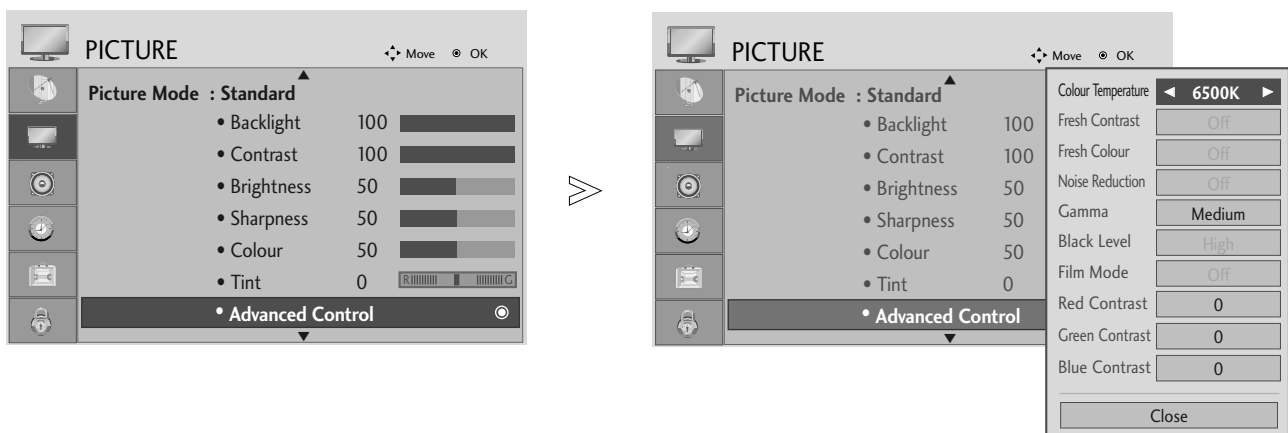 PICTURE
Move OK
Picture Mode : Standard
• Backlight 100
• Contrast 100
• Brightness 50
• Sharpness 50
• Colour 50
• Tint 0 R G
• Advanced Control
PICTURE
Move OK
Picture Mode : Standard
• Backlight 100
• Contrast 100
• Brightness 50
• Sharpness 50
• Colour 50
• Tint 0
• Advanced Control
Colour Temperature 6500K
Fresh Contrast Off
Fresh Colour Off
Noise Reduction Off
Gamma Medium
Black Level High
Film Mode Off
Red Contrast 0
Green Contrast 0
Blue Contrast 0
Close